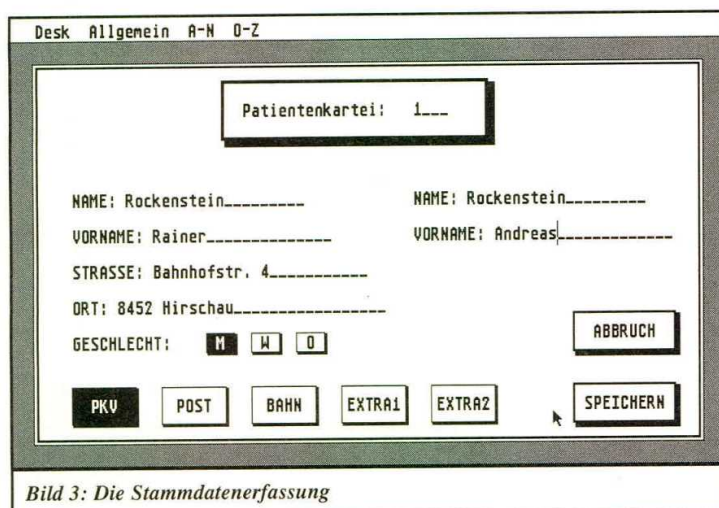 Desk Allgemein A-N O-Z
Patientenkartei: 1___
NAME: Rockenstein_________
NAME: Rockenstein_________
VORNAME: Rainer______________
VORNAME: Andreas_____________
STRASSE: Bahnhofstr. 4___________
ORT: 8452 Hirschau_________________
GESCHLECHT: M W O
ABBRUCH
PKV POST BAHN EXTRA1 EXTRA2 SPEICHERN
Bild 3: Die Stammdatenerfassung